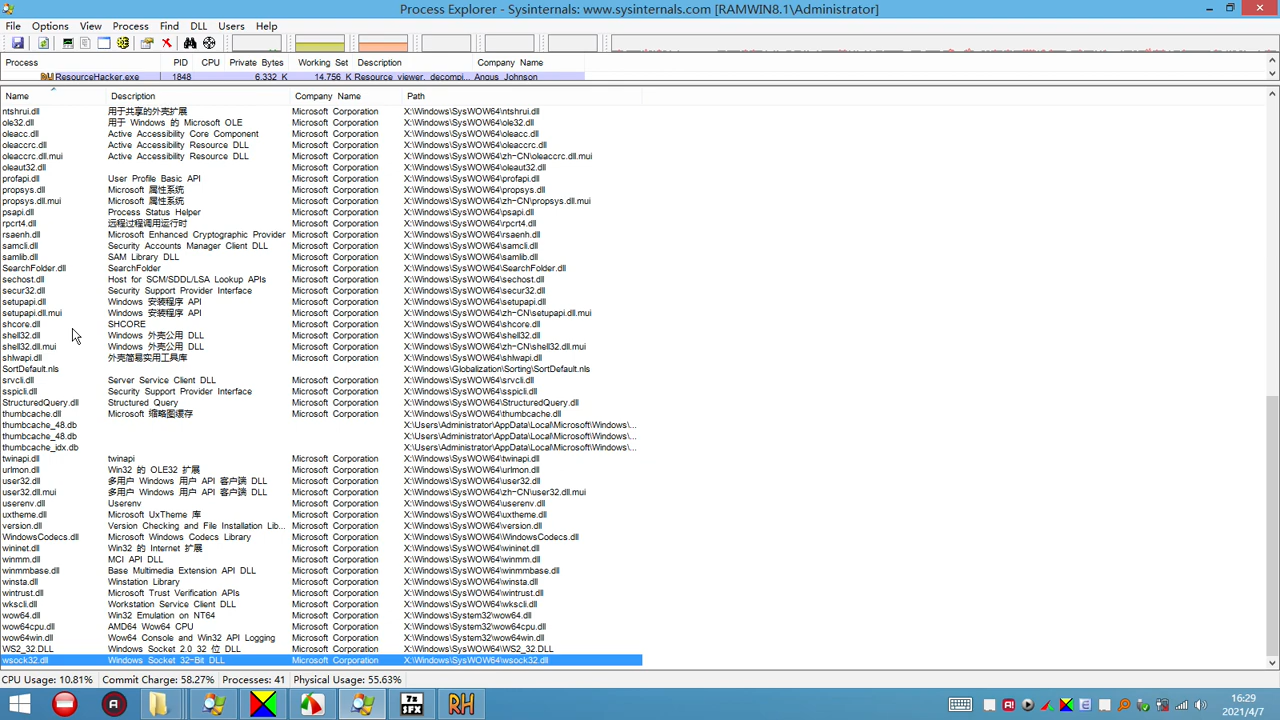 Process Explorer - Sysinternals: www.sysinternals.com [RAMWIN8.1\Administrator]
File Options View Process Find DLL Users Help
Process PID CPU Private Bytes Working Set Description Company Name
ResourceHacker.exe 1848 6,332 K 14,756 K Resource viewer, decompi... Angus Johnson
Name Description Company Name Path
ntshrui.dll 用于共享的外壳扩展 Microsoft Corporation X:\Windows\SysWOW64\ntshrui.dll
ole32.dll 用于 Windows 的 Microsoft OLE Microsoft Corporation X:\Windows\SysWOW64\ole32.dll
oleacc.dll Active Accessibility Core Component Microsoft Corporation X:\Windows\SysWOW64\oleacc.dll
oleaccrc.dll Active Accessibility Resource DLL Microsoft Corporation X:\Windows\SysWOW64\oleaccrc.dll
oleaccrc.dll.mui Active Accessibility Resource DLL Microsoft Corporation X:\Windows\SysWOW64\zh-CN\oleaccrc.dll.mui
oleaut32.dll Microsoft Corporation X:\Windows\SysWOW64\oleaut32.dll
profapi.dll User Profile Basic API Microsoft Corporation X:\Windows\SysWOW64\profapi.dll
propsys.dll Microsoft 属性系统 Microsoft Corporation X:\Windows\SysWOW64\propsys.dll
propsys.dll.mui Microsoft 属性系统 Microsoft Corporation X:\Windows\SysWOW64\zh-CN\propsys.dll.mui
psapi.dll Process Status Helper Microsoft Corporation X:\Windows\SysWOW64\psapi.dll
rpcrt4.dll 远程过程调用运行时 Microsoft Corporation X:\Windows\SysWOW64\rpcrt4.dll
rsaenh.dll Microsoft Enhanced Cryptographic Provider Microsoft Corporation X:\Windows\SysWOW64\rsaenh.dll
samcli.dll Security Accounts Manager Client DLL Microsoft Corporation X:\Windows\SysWOW64\samcli.dll
samlib.dll SAM Library DLL Microsoft Corporation X:\Windows\SysWOW64\samlib.dll
SearchFolder.dll SearchFolder Microsoft Corporation X:\Windows\SysWOW64\SearchFolder.dll
sechost.dll Host for SCM/SDDL/LSA Lookup APIs Microsoft Corporation X:\Windows\SysWOW64\sechost.dll
secur32.dll Security Support Provider Interface Microsoft Corporation X:\Windows\SysWOW64\secur32.dll
setupapi.dll Windows 安装程序 API Microsoft Corporation X:\Windows\SysWOW64\setupapi.dll
setupapi.dll.mui Windows 安装程序 API Microsoft Corporation X:\Windows\SysWOW64\zh-CN\setupapi.dll.mui
shcore.dll SHCORE Microsoft Corporation X:\Windows\SysWOW64\shcore.dll
shell32.dll Windows 外壳公用 DLL Microsoft Corporation X:\Windows\SysWOW64\shell32.dll
shell32.dll.mui Windows 外壳公用 DLL Microsoft Corporation X:\Windows\SysWOW64\zh-CN\shell32.dll.mui
shlwapi.dll 外壳简易实用工具库 Microsoft Corporation X:\Windows\SysWOW64\shlwapi.dll
SortDefault.nls X:\Windows\Globalization\Sorting\SortDefault.nls
srvcli.dll Server Service Client DLL Microsoft Corporation X:\Windows\SysWOW64\srvcli.dll
sspicli.dll Security Support Provider Interface Microsoft Corporation X:\Windows\SysWOW64\sspicli.dll
StructuredQuery.dll Structured Query Microsoft Corporation X:\Windows\SysWOW64\StructuredQuery.dll
thumbcache.dll Microsoft 缩略图缓存 Microsoft Corporation X:\Windows\SysWOW64\thumbcache.dll
thumbcache_48.db X:\Users\Administrator\AppData\Local\Microsoft\Windows\...
thumbcache_48.db X:\Users\Administrator\AppData\Local\Microsoft\Windows\...
thumbcache_idx.db X:\Users\Administrator\AppData\Local\Microsoft\Windows\...
twinapi.dll twinapi Microsoft Corporation X:\Windows\SysWOW64\twinapi.dll
urlmon.dll Win32 的 OLE32 扩展 Microsoft Corporation X:\Windows\SysWOW64\urlmon.dll
user32.dll 多用户 Windows 用户 API 客户端 DLL Microsoft Corporation X:\Windows\SysWOW64\user32.dll
user32.dll.mui 多用户 Windows 用户 API 客户端 DLL Microsoft Corporation X:\Windows\SysWOW64\zh-CN\user32.dll.mui
userenv.dll Userenv Microsoft Corporation X:\Windows\SysWOW64\userenv.dll
uxtheme.dll Microsoft UxTheme 库 Microsoft Corporation X:\Windows\SysWOW64\uxtheme.dll
version.dll Version Checking and File Installation Lib... Microsoft Corporation X:\Windows\SysWOW64\version.dll
WindowsCodecs.dll Microsoft Windows Codecs Library Microsoft Corporation X:\Windows\SysWOW64\WindowsCodecs.dll
wininet.dll Win32 的 Internet 扩展 Microsoft Corporation X:\Windows\SysWOW64\wininet.dll
winmm.dll MCI API DLL Microsoft Corporation X:\Windows\SysWOW64\winmm.dll
winmmbase.dll Base Multimedia Extension API DLL Microsoft Corporation X:\Windows\SysWOW64\winmmbase.dll
winsta.dll Winstation Library Microsoft Corporation X:\Windows\SysWOW64\winsta.dll
wintrust.dll Microsoft Trust Verification APIs Microsoft Corporation X:\Windows\SysWOW64\wintrust.dll
wkscli.dll Workstation Service Client DLL Microsoft Corporation X:\Windows\SysWOW64\wkscli.dll
wow64.dll Win32 Emulation on NT64 Microsoft Corporation X:\Windows\System32\wow64.dll
wow64cpu.dll AMD64 Wow64 CPU Microsoft Corporation X:\Windows\System32\wow64cpu.dll
wow64win.dll Wow64 Console and Win32 API Logging Microsoft Corporation X:\Windows\System32\wow64win.dll
WS2_32.DLL Windows Socket 2.0 32 位 DLL Microsoft Corporation X:\Windows\SysWOW64\WS2_32.DLL
wsock32.dll Windows Socket 32-Bit DLL Microsoft Corporation X:\Windows\SysWOW64\wsock32.dll
CPU Usage: 10.81% Commit Charge: 58.27% Processes: 41 Physical Usage: 55.63%
7z SFX RH
16:29
2021/4/7